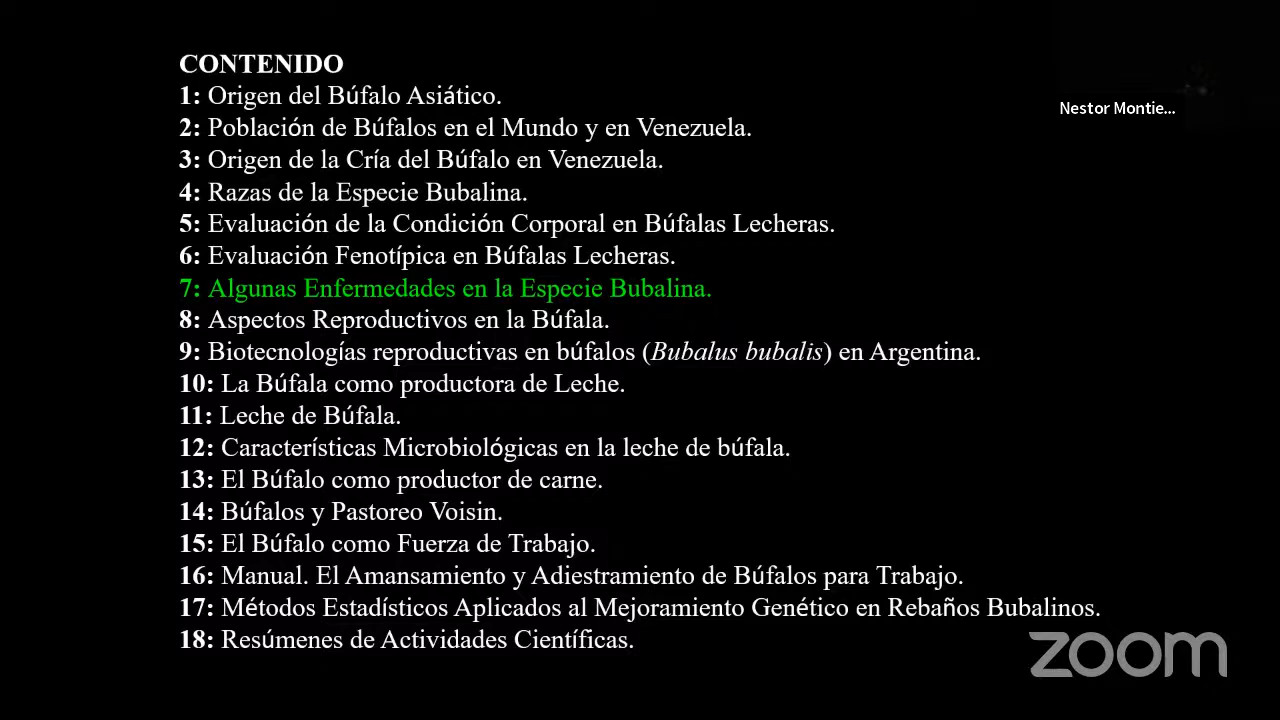 CONTENIDO
1: Origen del Búfalo Asiático.
2: Población de Búfalos en el Mundo y en Venezuela.
3: Origen de la Cría del Búfalo en Venezuela.
4: Razas de la Especie Bubalina.
5: Evaluación de la Condición Corporal en Búfalas Lecheras.
6: Evaluación Fenotípica en Búfalas Lecheras.
7: Algunas Enfermedades en la Especie Bubalina.
8: Aspectos Reproductivos en la Búfala.
9: Biotecnologías reproductivas en búfalos (Bubalus bubalis) en Argentina.
10: La Búfala como productora de Leche.
11: Leche de Búfala.
12: Características Microbiológicas en la leche de búfala.
13: El Búfalo como productor de carne.
14: Búfalos y Pastoreo Voisin.
15: El Búfalo como Fuerza de Trabajo.
16: Manual. El Amansamiento y Adiestramiento de Búfalos para Trabajo.
17: Métodos Estadísticos Aplicados al Mejoramiento Genético en Rebaños Bubalinos.
18: Resúmenes de Actividades Científicas.
Nestor Montie...
zoom